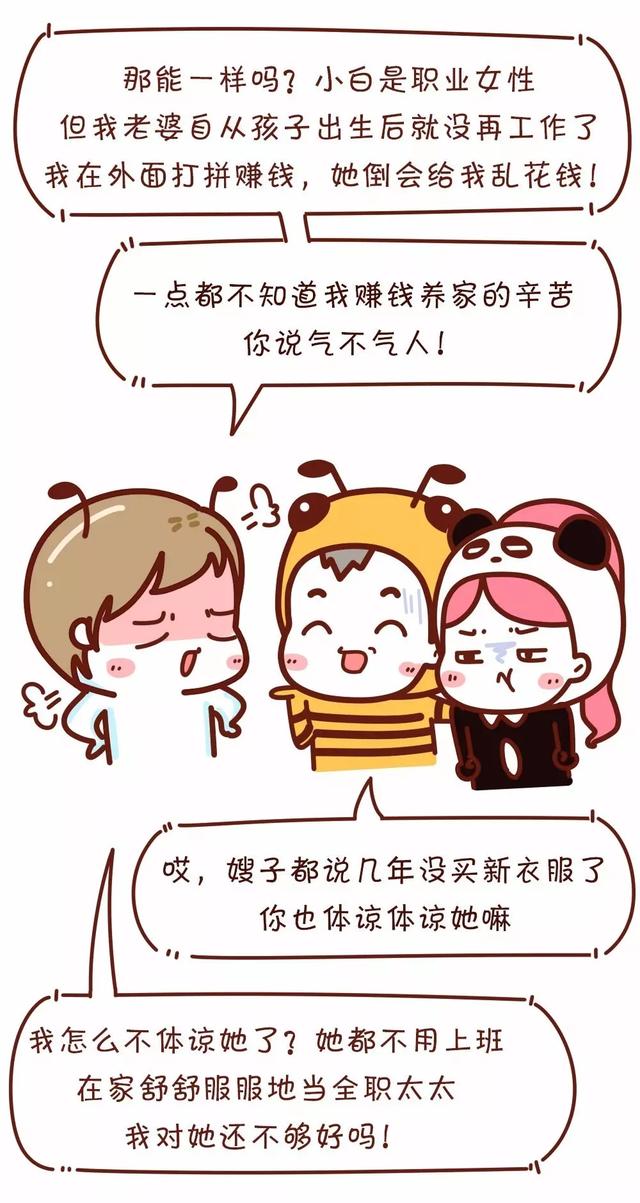 那能一样吗？小白是职业女性
但我老婆自从孩子出生后就没再工作了
我在外面打拼赚钱，她倒会给我乱花钱！
一点都不知道我赚钱养家的辛苦
你说气不气人！
哎，嫂子都说几年没买新衣服了
你也体谅体谅她嘛
我怎么不体谅她了？她都不用上班
在家舒舒服服地当全职太太
我对她还不够好吗！